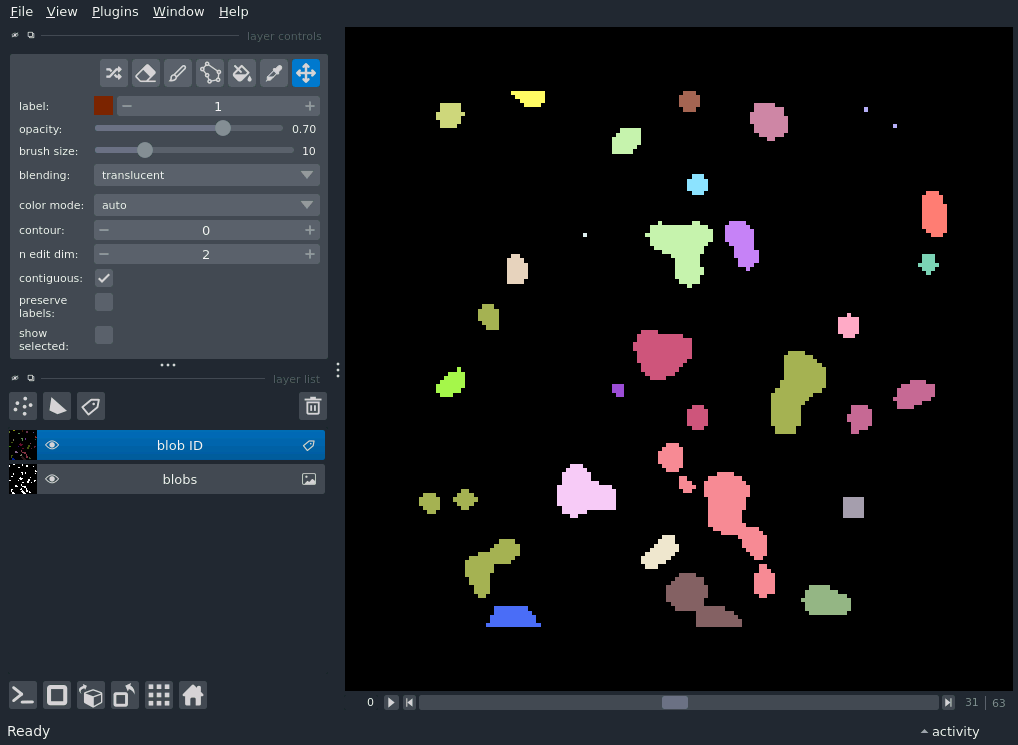 File View Plugins Window Help
layer controls
label: 1
opacity: 0.70
brush size: 10
blending: translucent
color mode: auto
contour: 0
n edit dim: 2
contiguous:
preserve
labels:
show
selected:
layer list
blob ID
blobs
0 31 | 63
Ready activity